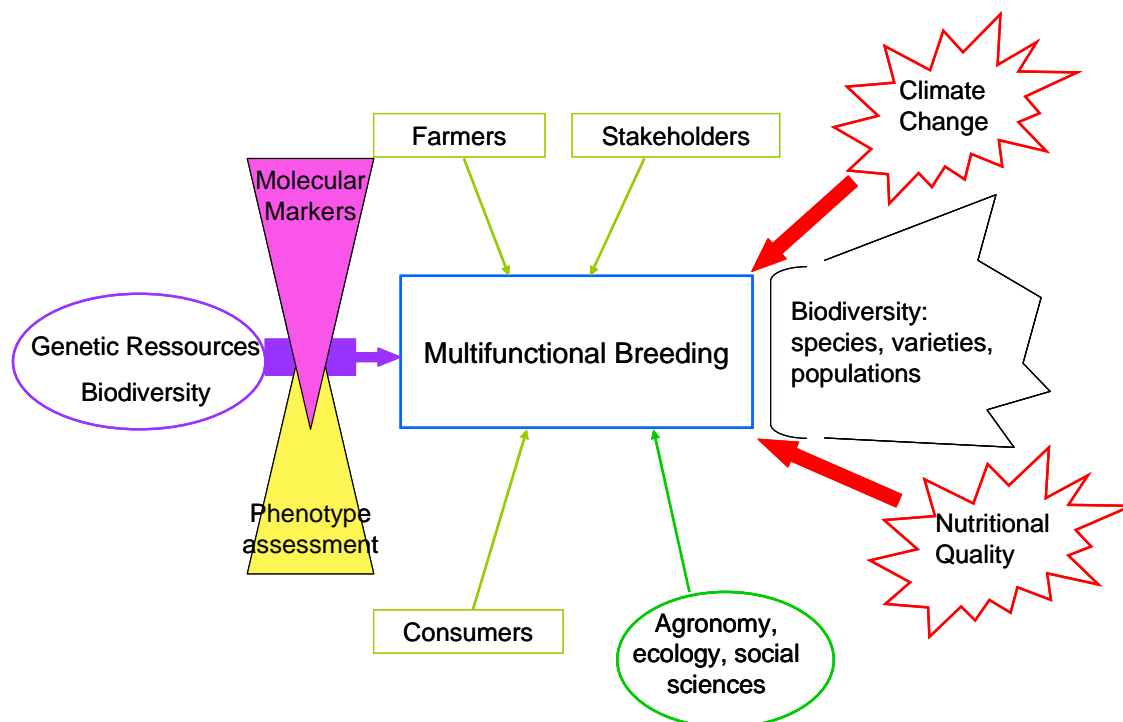 Climate
Change
Farmers
Stakeholders
Molecular
Markers
Genetic Ressources
Biodiversity
Multifunctional Breeding
Biodiversity:
species, varieties,
populations
Phenotype
assessment
Nutritional
Quality
Consumers
Agronomy,
ecology, social
sciences